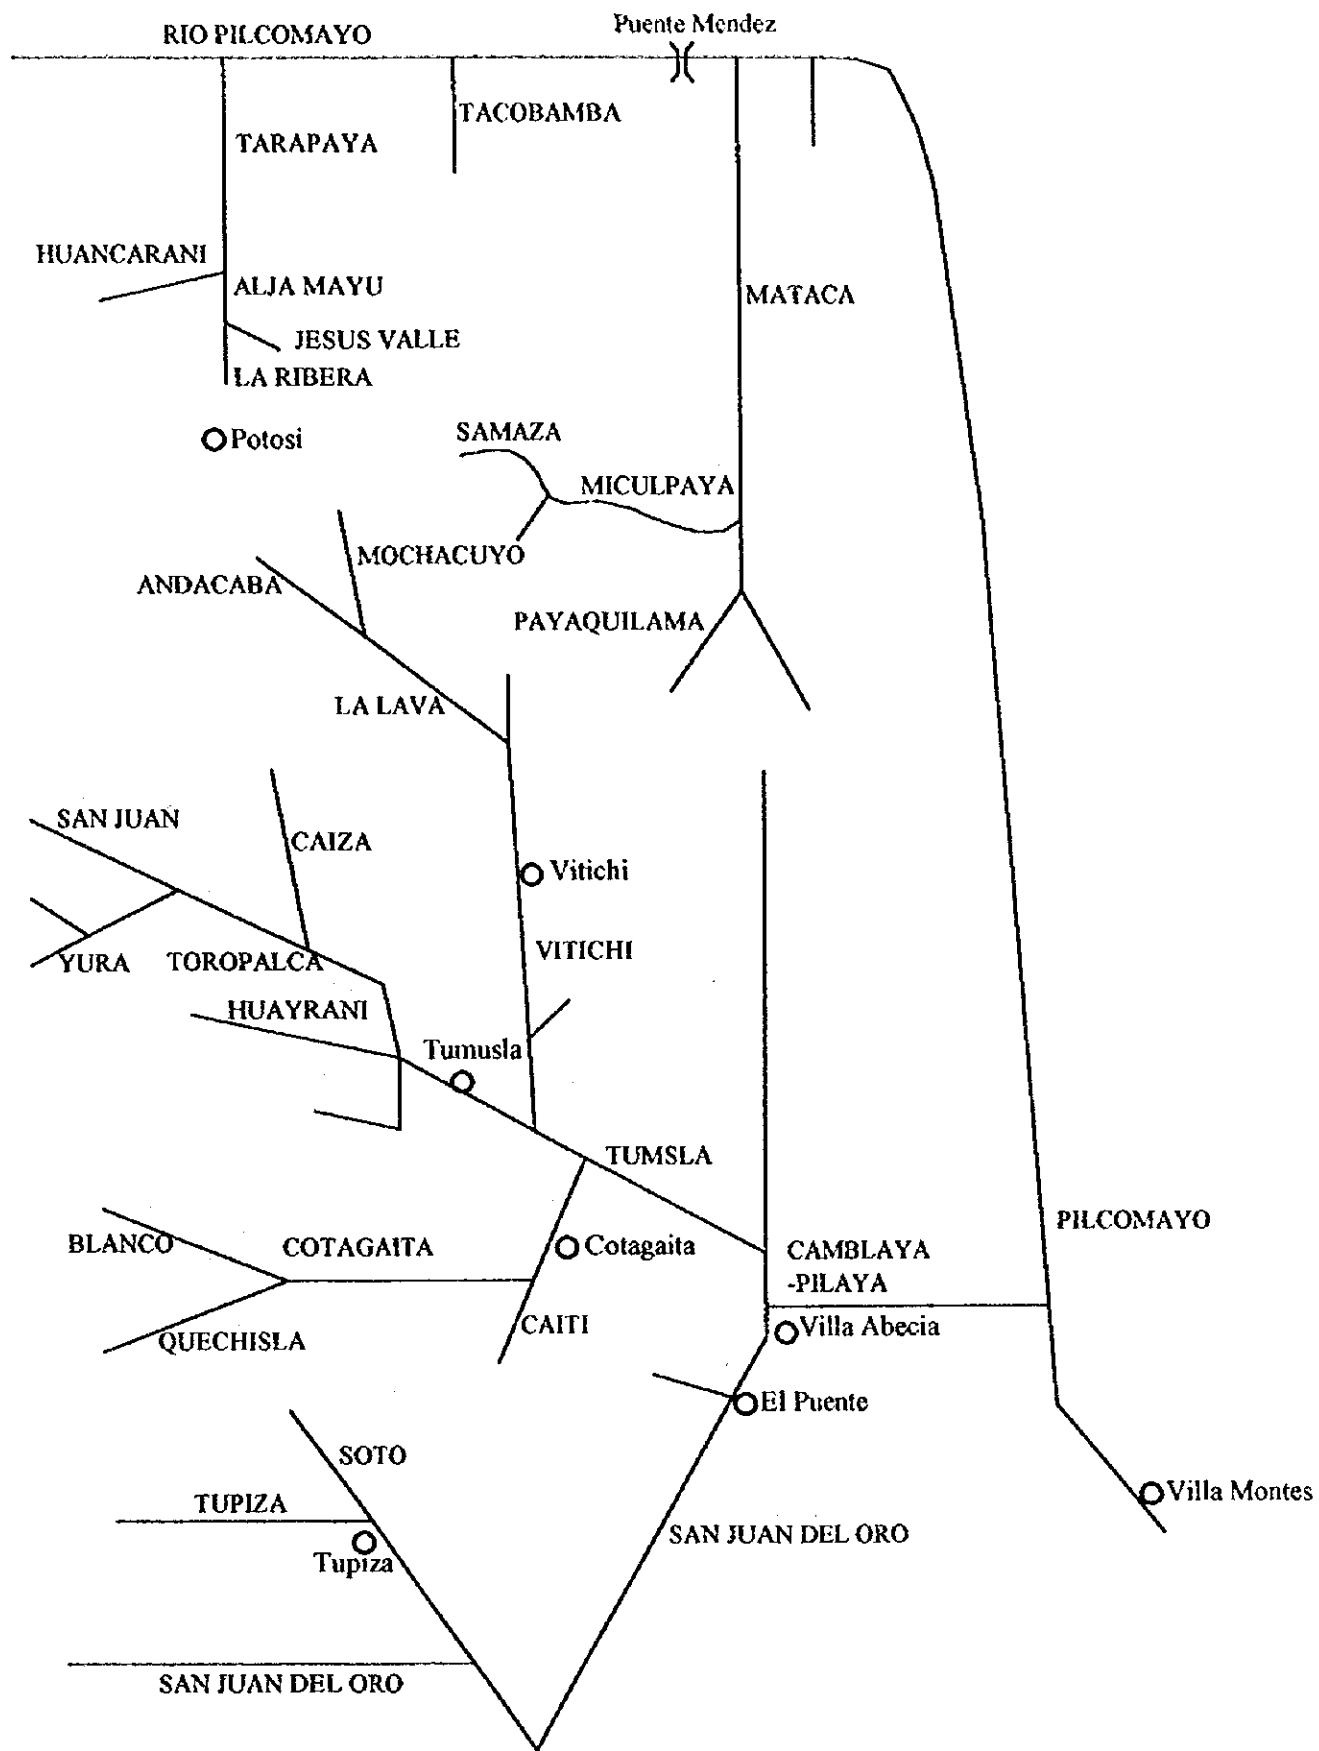 Puente Mendez
RIO PILCOMAYO
TACOBAMBA
TARAPAYA
HUANCARANI
ALJA MAYU
MATACA
JESUS VALLE
LA RIBERA
Potosi
SAMAZA
MICULPAYA
MOCHACUYO
ANDACABA
PAYAQUILAMA
LA LAVA
SAN JUAN
CAIZA
Vitichi
VITICHI
YURA
TOROPALCA
HUAYRANI
Tumusla
TUMSLA
PILCOMAYO
BLANCO
COTAGAITA
Cotagaita
CAMBLAYA
-PILAYA
QUECHISLA
CAITI
Villa Abecia
El Puente
SOTO
Villa Montes
TUPIZA
SAN JUAN DEL ORO
Tupiza
SAN JUAN DEL ORO